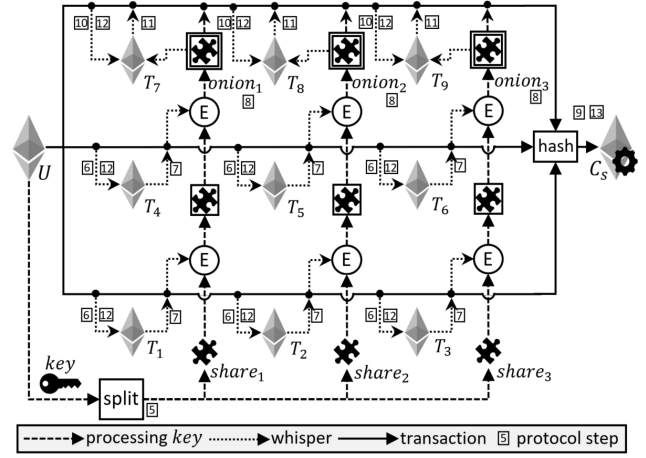 10 12 11 10 12 11 10 12 11
T7 onion1 T8 onion2 T9 onion3
8 8 8
E E E
9 13
U hash Cs
6 12 7 6 12 7 6 12 7
T4 T5 T6
E E E
6 12 7 6 12 7 6 12 7
T1 T2 T3
key share1 share2 share3
split 5
processing key whisper transaction 5 protocol step